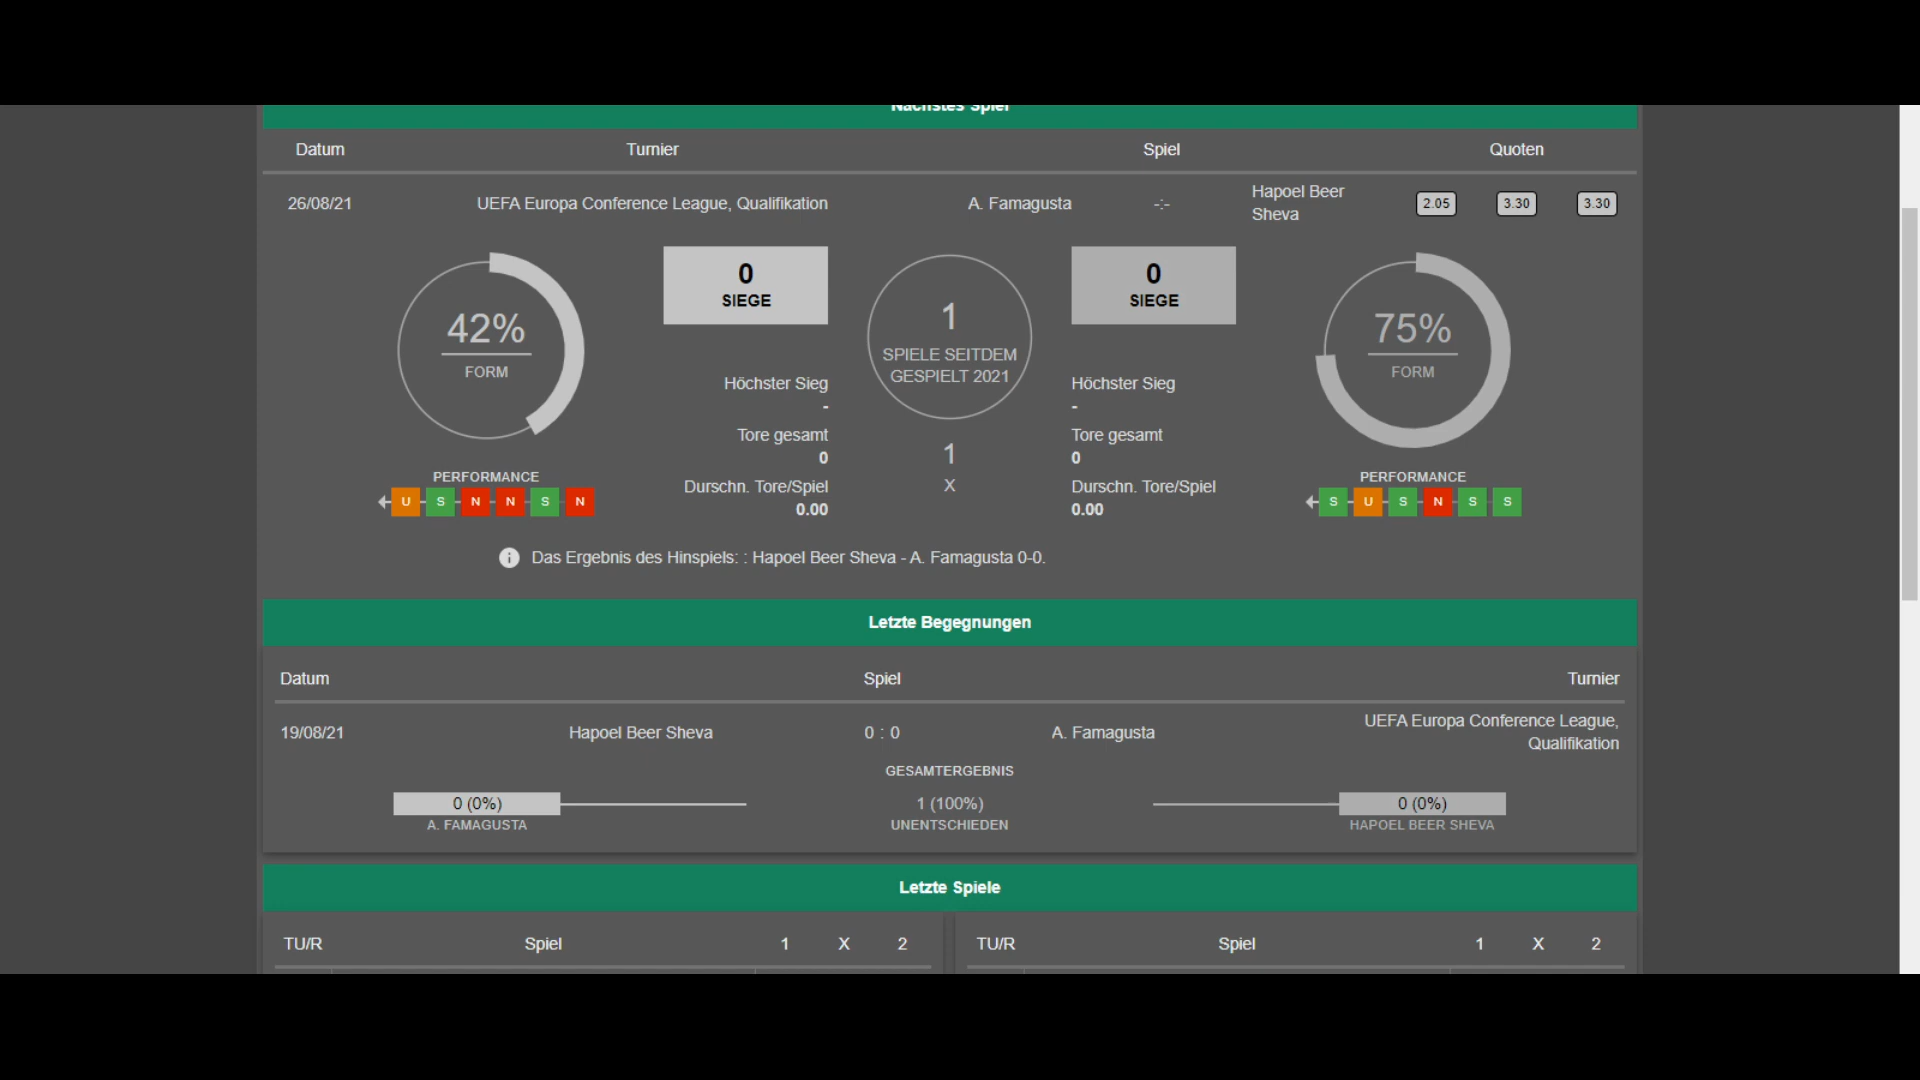 Nächstes Spiel
Datum Turnier Spiel Quoten
26/08/21 UEFA Europa Conference League, Qualifikation A. Famagusta -:- Hapoel Beer Sheva 2.05 3.30 3.30
42%
FORM
PERFORMANCE
U S N N S N
0
SIEGE
Höchster Sieg
-
Tore gesamt
0
Durschn. Tore/Spiel
0.00
1
SPIELE SEITDEM
GESPIELT 2021
1
X
0
SIEGE
Höchster Sieg
-
Tore gesamt
0
Durschn. Tore/Spiel
0.00
75%
FORM
PERFORMANCE
S U S N S S
Das Ergebnis des Hinspiels: : Hapoel Beer Sheva - A. Famagusta 0-0.
Letzte Begegnungen
Datum Spiel Turnier
19/08/21 Hapoel Beer Sheva 0 : 0 A. Famagusta UEFA Europa Conference League,
Qualifikation
GESAMTERGEBNIS
0 (0%) 1 (100%) 0 (0%)
A. FAMAGUSTA UNENTSCHIEDEN HAPOEL BEER SHEVA
Letzte Spiele
TU/R Spiel 1 X 2 TU/R Spiel 1 X 2